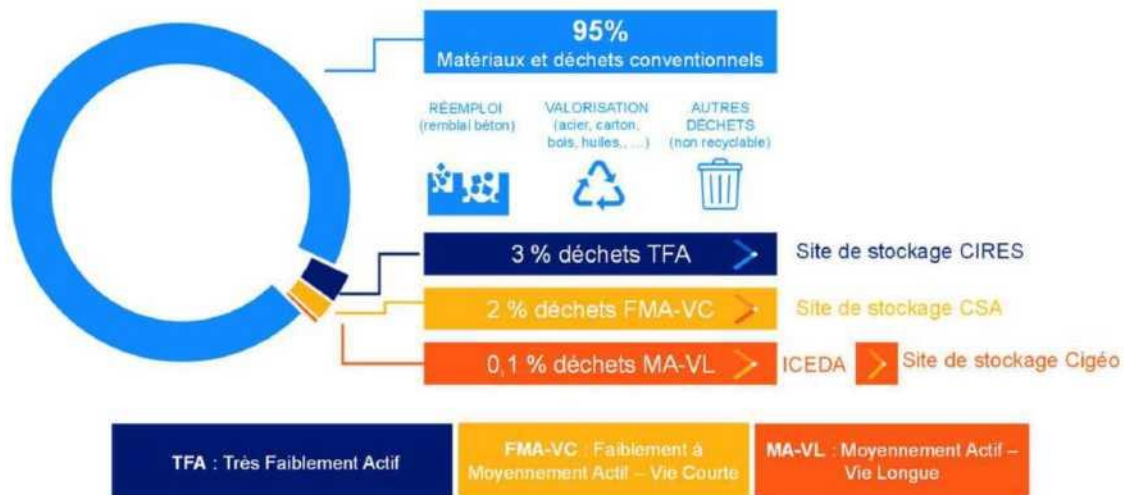 95%
Matériaux et déchets conventionnels
RÉEMPLOI
(remblai béton)
VALORISATION
(acier, carton,
bois, huiles,, ...)
AUTRES
DÉCHETS
(non recyclable)
3 % déchets TFA
Site de stockage CIRES
2 % déchets FMA-VC
Site de stockage CSA
0,1 % déchets MA-VL
ICEDA
Site de stockage Cigéo
TFA : Très Faiblement Actif
FMA-VC : Faiblement à
Moyennement Actif – Vie Courte
MA-VL : Moyennement Actif –
Vie Longue